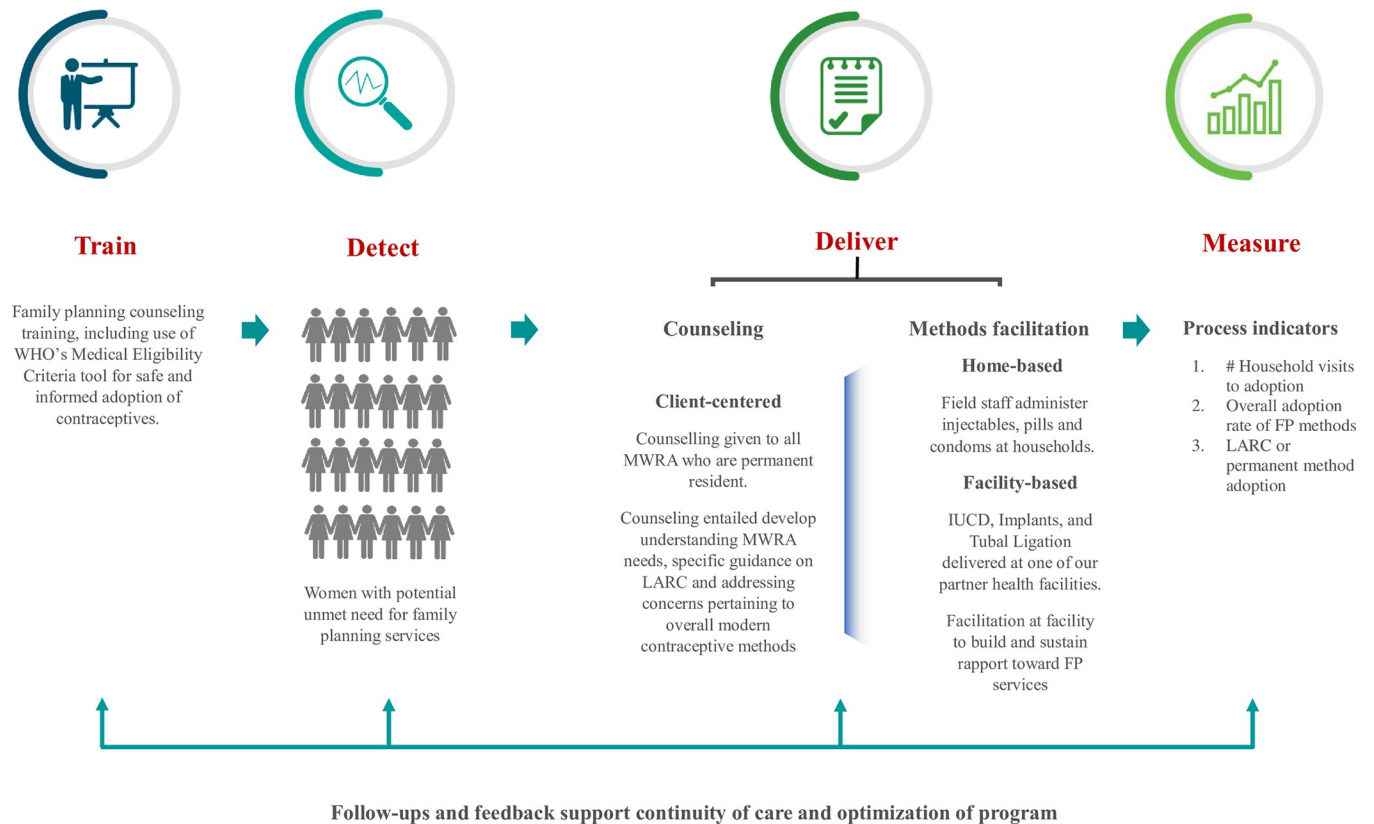 Train
Family planning counseling
training, including use of
WHO’s Medical Eligibility
Criteria tool for safe and
informed adoption of
contraceptives.
Detect
Women with potential
unmet need for family
planning services
Deliver
Counseling
Client-centered
Counselling given to all
MWRA who are permanent
resident.
Counseling entailed develop
understanding MWRA
needs, specific guidance on
LARC and addressing
concerns pertaining to
overall modern
contraceptive methods
Methods facilitation
Home-based
Field staff administer
injectables, pills and
condoms at households.
Facility-based
IUCD, Implants, and
Tubal Ligation
delivered at one of our
partner health facilities.
Facilitation at facility
to build and sustain
rapport toward FP
services
Measure
Process indicators
1. # Household visits
to adoption
2. Overall adoption
rate of FP methods
3. LARC or
permanent method
adoption
Follow-ups and feedback support continuity of care and optimization of program